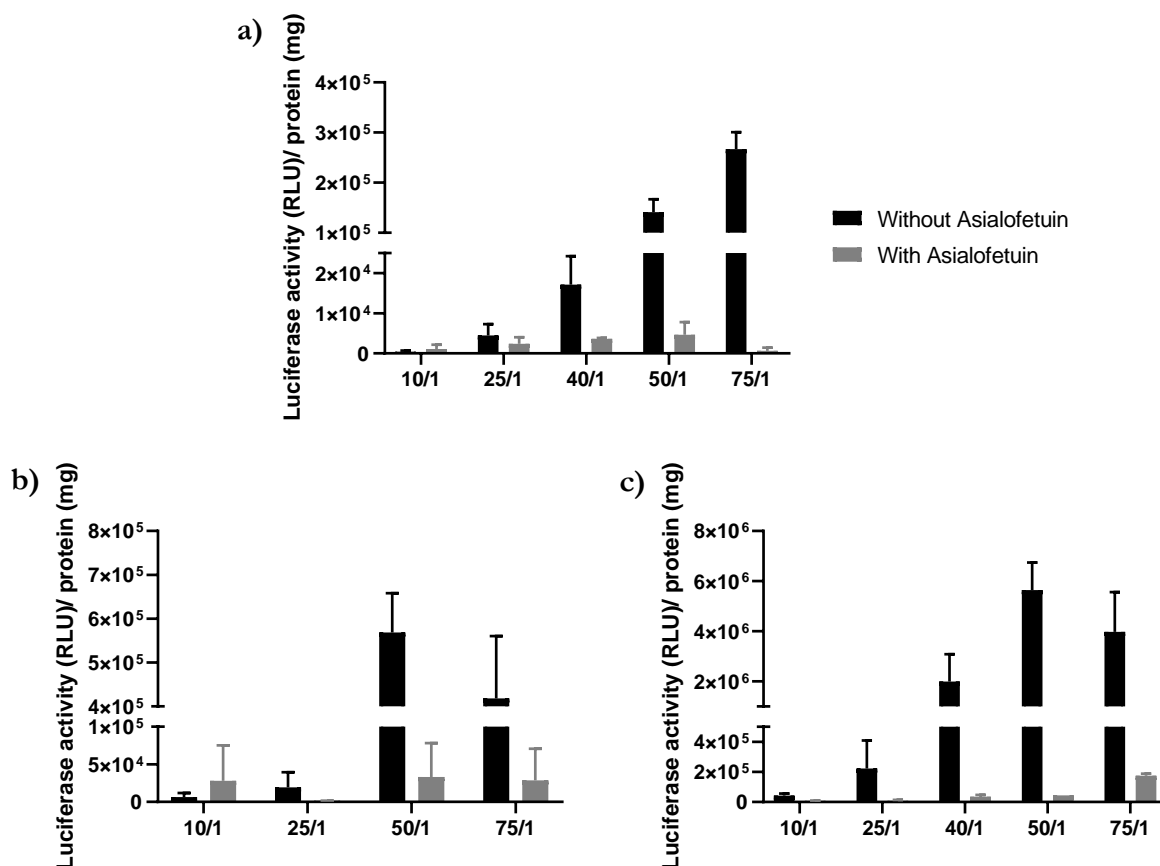 a)
Luciferase activity (RLU)/ protein (mg)
4×10⁵
3×10⁵
2×10⁵
1×10⁵
2×10⁴
1×10⁴
0
10/1 25/1 40/1 50/1 75/1
Without Asialofetuin
With Asialofetuin
b)
Luciferase activity (RLU)/ protein (mg)
8×10⁵
7×10⁵
6×10⁵
5×10⁵
4×10⁵
1×10⁵
5×10⁴
0
10/1 25/1 50/1 75/1
c)
Luciferase activity (RLU)/ protein (mg)
8×10⁶
6×10⁶
4×10⁶
2×10⁶
4×10⁵
2×10⁵
0
10/1 25/1 40/1 50/1 75/1